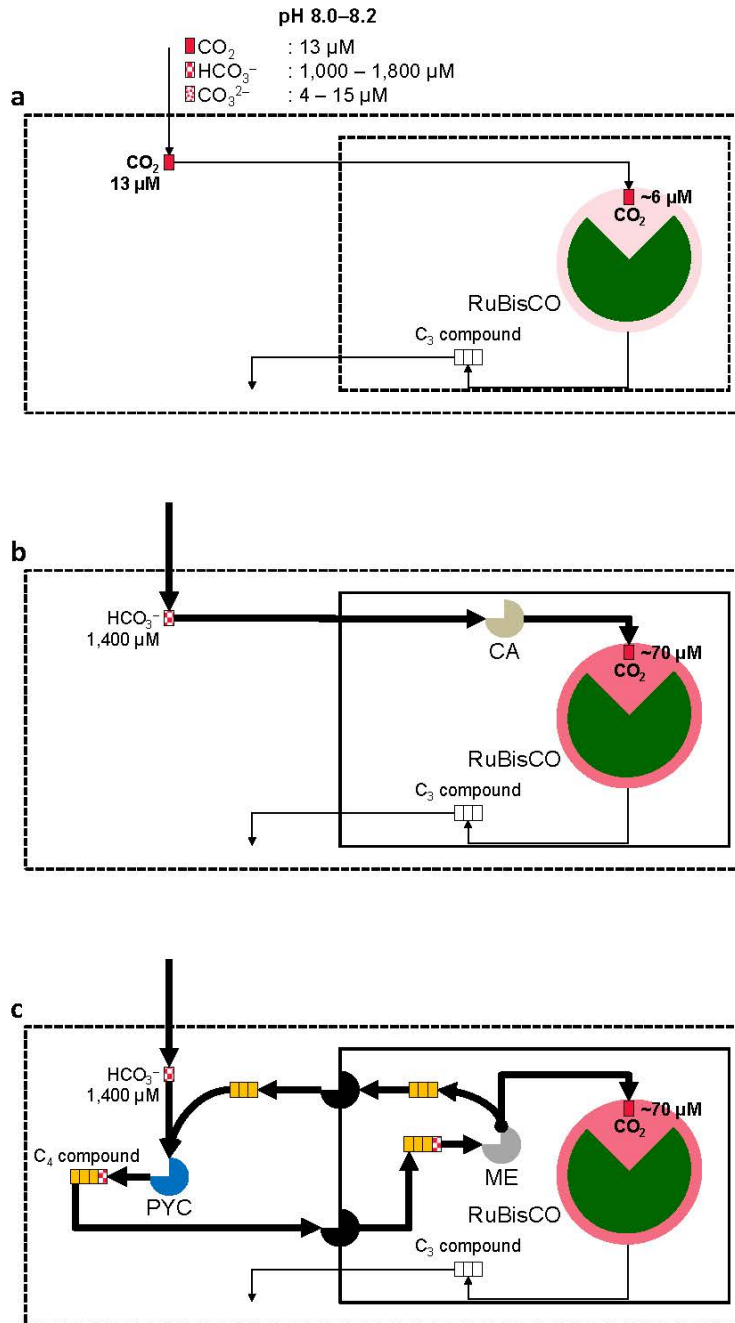 pH 8.0–8.2
CO₂ : 13 µM
HCO₃⁻ : 1,000 – 1,800 µM
CO₃²⁻ : 4 – 15 µM
a
CO₂
13 µM
~6 µM
CO₂
RuBisCO
C₃ compound
b
HCO₃⁻
1,400 µM
CA
~70 µM
CO₂
RuBisCO
C₃ compound
c
HCO₃⁻
1,400 µM
~70 µM
CO₂
C₄ compound
PYC
ME
RuBisCO
C₃ compound